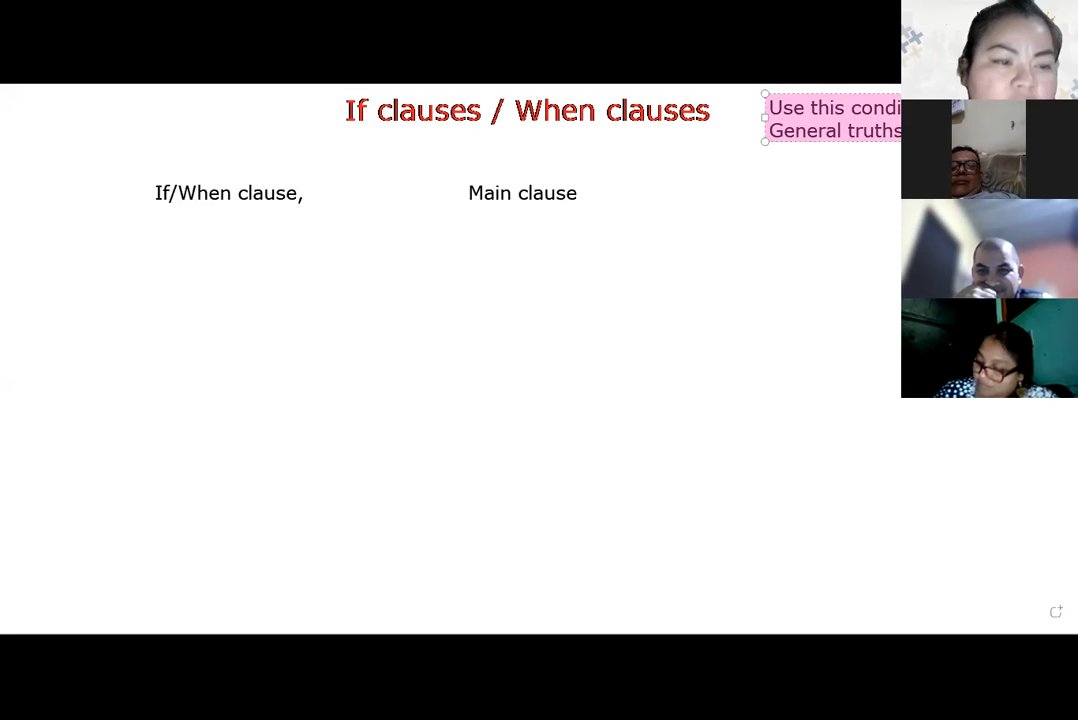 If clauses / When clauses
Use this condi
General truths
If/When clause,
Main clause